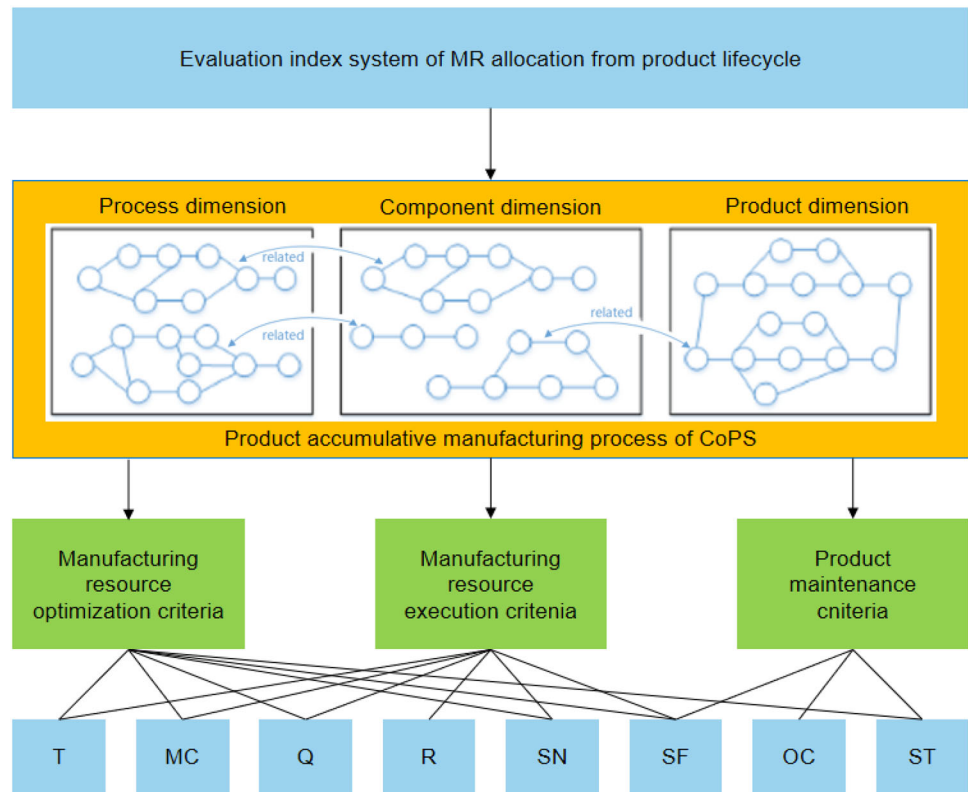 Evaluation index system of MR allocation from product lifecycle
Process dimension
Component dimension
Product dimension
related
related
related
Product accumulative manufacturing process of CoPS
Manufacturing
resource
optimization criteria
Manufacturing
resource
execution critenia
Product
maintenance
cniteria
T
MC
Q
R
SN
SF
OC
ST